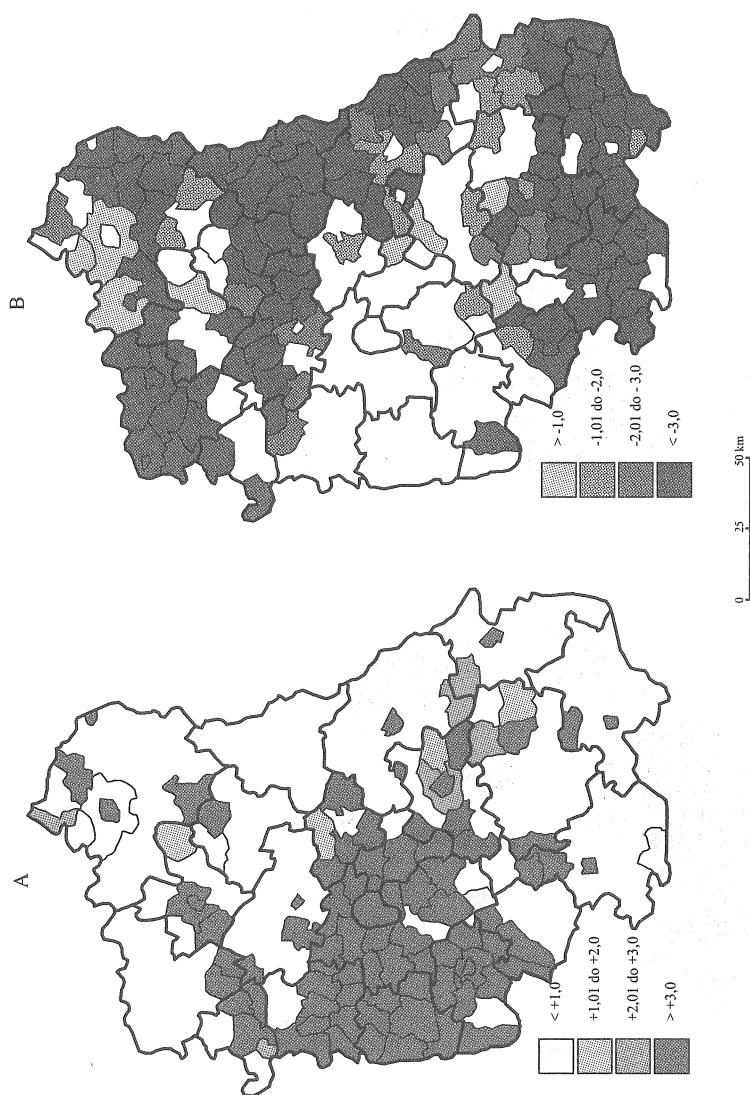 A
< +1,0
+1,01 do +2,0
+2,01 do +3,0
> +3,0
B
> -1,0
-1,01 do -2,0
-2,01 do - 3,0
< -3,0
0 25 50 km